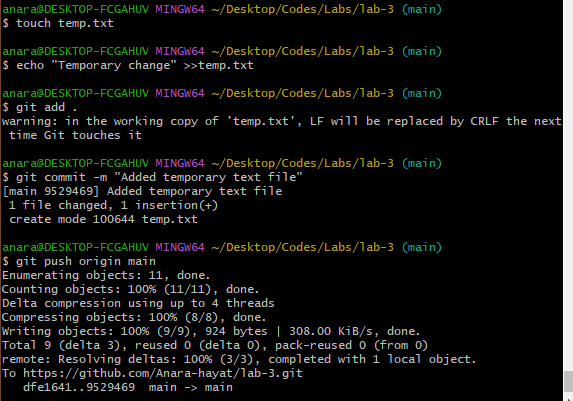 anara@DESKTOP-FCGAHUV MINGW64 ~/Desktop/Codes/Labs/lab-3 (main)
$ touch temp.txt
anara@DESKTOP-FCGAHUV MINGW64 ~/Desktop/Codes/Labs/lab-3 (main)
$ echo "Temporary change" >>temp.txt
anara@DESKTOP-FCGAHUV MINGW64 ~/Desktop/Codes/Labs/lab-3 (main)
$ git add .
warning: in the working copy of 'temp.txt', LF will be replaced by CRLF the next
 time Git touches it
anara@DESKTOP-FCGAHUV MINGW64 ~/Desktop/Codes/Labs/lab-3 (main)
$ git commit -m "Added temporary text file"
[main 9529469] Added temporary text file
 1 file changed, 1 insertion(+)
 create mode 100644 temp.txt
anara@DESKTOP-FCGAHUV MINGW64 ~/Desktop/Codes/Labs/lab-3 (main)
$ git push origin main
Enumerating objects: 11, done.
Counting objects: 100% (11/11), done.
Delta compression using up to 4 threads
Compressing objects: 100% (8/8), done.
Writing objects: 100% (9/9), 924 bytes | 308.00 KiB/s, done.
Total 9 (delta 3), reused 0 (delta 0), pack-reused 0 (from 0)
remote: Resolving deltas: 100% (3/3), completed with 1 local object.
To https://github.com/Anara-hayat/lab-3.git
   dfe1641..9529469  main -> main